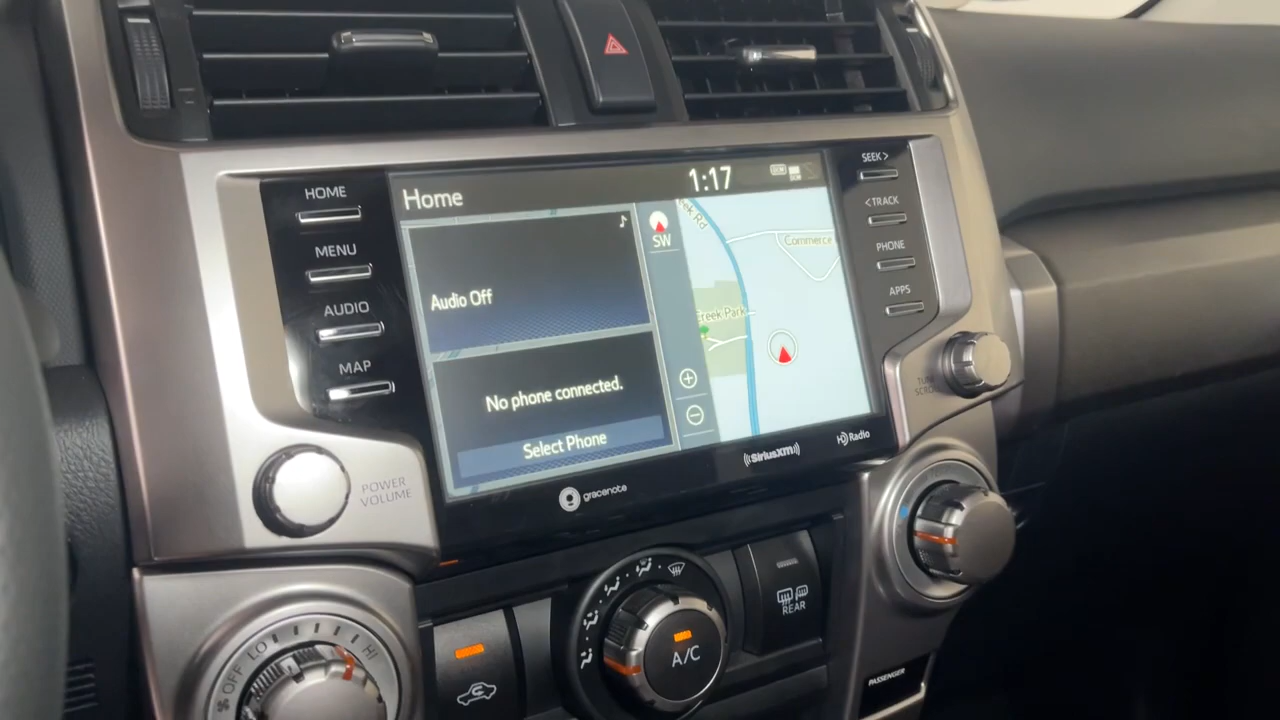 HOME
MENU
AUDIO
MAP
POWER
VOLUME
Home
1:17
Audio Off
No phone connected.
Select Phone
SW
Commerce
Creek Park
SEEK >
< TRACK
PHONE
APPS
gracenote
SiriusXM
HD Radio
OFF
LO
HI
A/C
REAR
PASSENGER